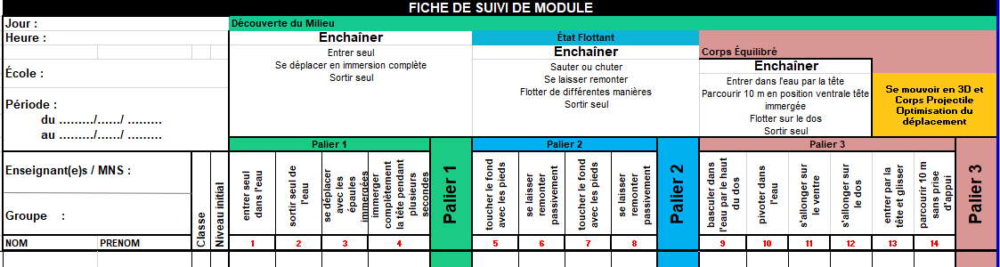 FICHE DE SUIVI DE MODULE
Jour :
Découverte du Milieu
Heure :
Enchaîner
Entrer seul
Se déplacer en immersion complète
Sortir seul
État Flottant
Enchaîner
Sauter ou chuter
Se laisser remonter
Flotter de différentes manières
Sortir seul
Corps Équilibré
Enchaîner
Entrer dans l'eau par la tête
Parcourir 10 m en position ventrale tête
immergée
Flotter sur le dos
Sortir seul
Se mouvoir en 3D et
Corps Projectile
Optimisation du
déplacement
École :
Période :
du ........./....../ .........
au ........./....../ .........
Palier 1
Palier 2
Palier 3
Enseignant(e)s / MNS :
Groupe :
NOM
PRENOM
Classe
Niveau initial
entrer seul
dans l'eau
sortir seul de
l'eau
se déplacer
avec les
épaules
immergées
immerger
complètement
la tête pendant
plusieurs
secondes
Palier 1
toucher le fond
avec les pieds
se laisser
remonter
passivement
toucher le fond
avec les pieds
se laisser
remonter
passivement
Palier 2
basculer dans
l'eau par le haut
du dos
pivoter dans
l'eau
s'allonger sur
le ventre
s'allonger sur
le dos
entrer par la
tête et glisser
parcourir 10 m
sans prise
d'appui
Palier 3
1
2
3
4
5
6
7
8
9
10
11
12
13
14